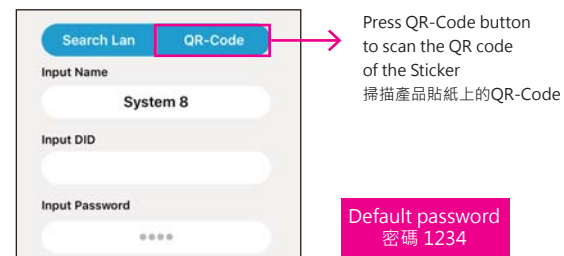 Search Lan
QR-Code
Input Name
System 8
Input DID
Input Password
Press QR-Code button
to scan the QR code
of the Sticker
掃描產品貼紙上的QR-Code
Default password
密碼 1234